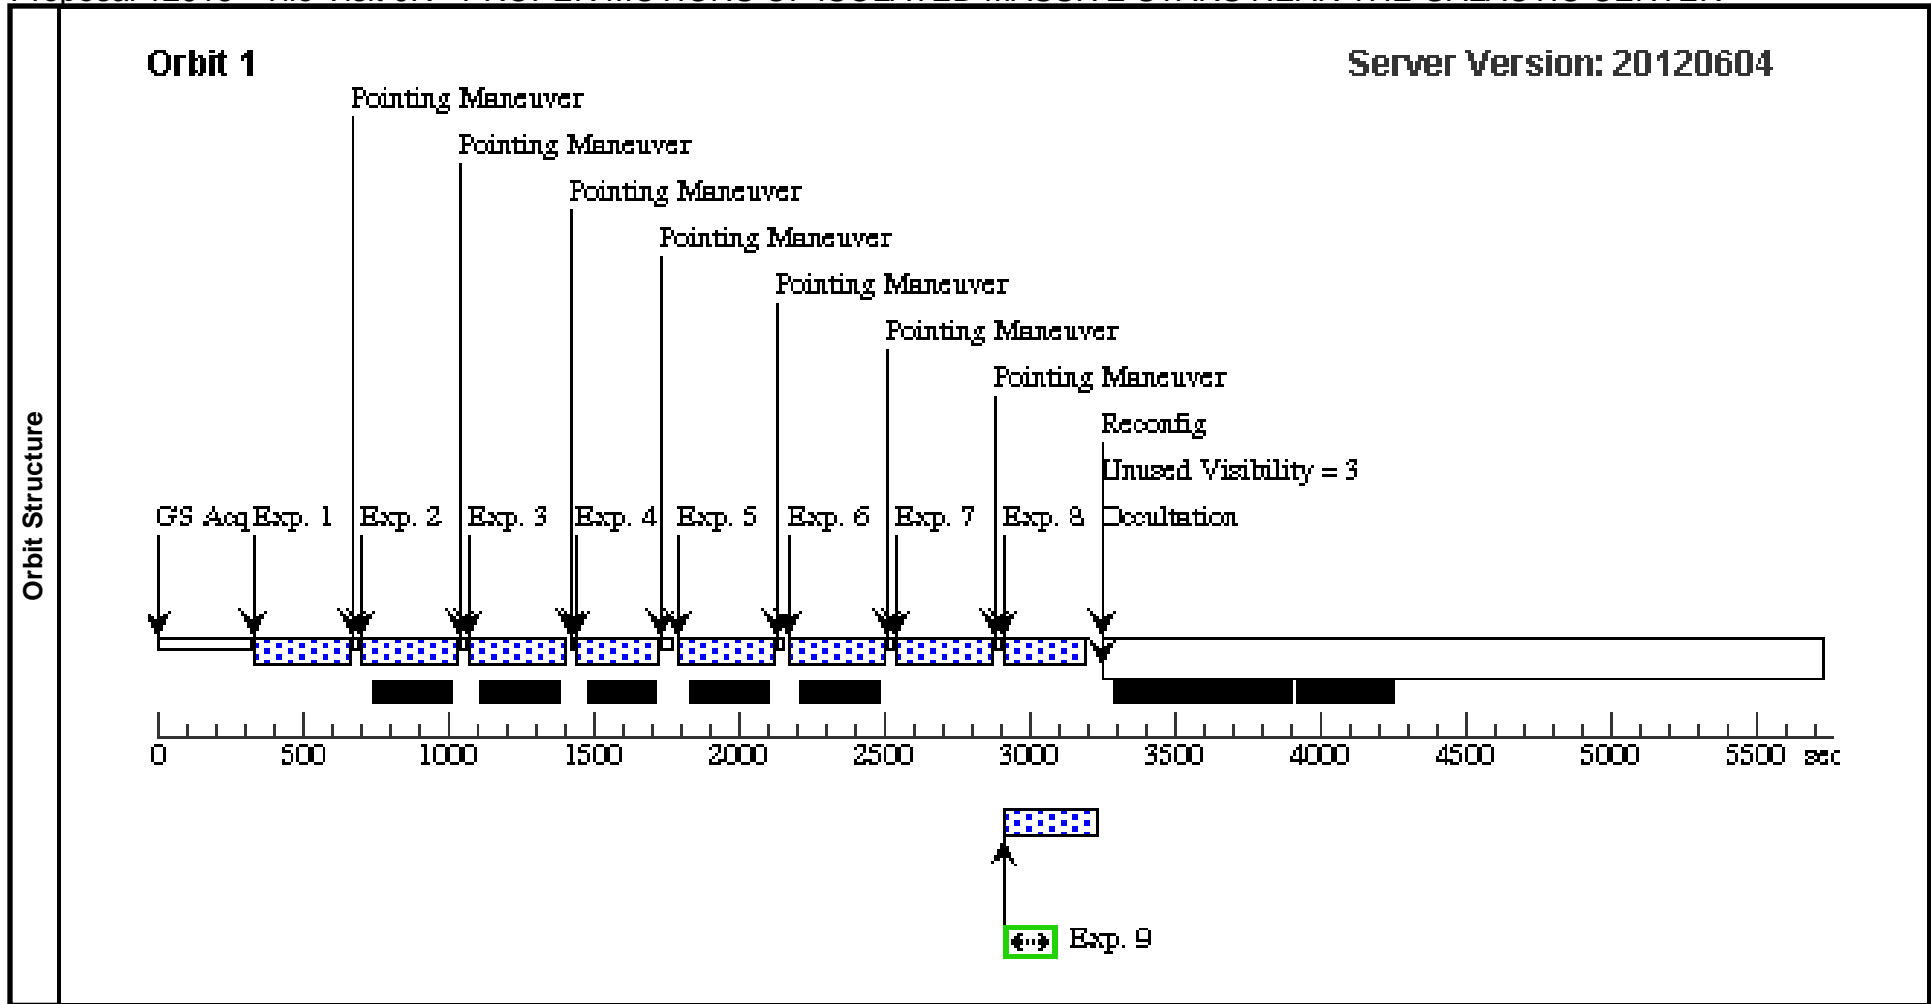 Orbit 1
Server Version: 20120604
Pointing Maneuver
Pointing Maneuver
Pointing Maneuver
Pointing Maneuver
Pointing Maneuver
Pointing Maneuver
Pointing Maneuver
Reconfig
Unused Visibility = 3
GS Acq Exp. 1 Exp. 2 Exp. 3 Exp. 4 Exp. 5 Exp. 6 Exp. 7 Exp. 8 Occultation
Orbit Structure
0 500 1000 1500 2000 2500 3000 3500 4000 4500 5000 5500 sec
Exp. 9